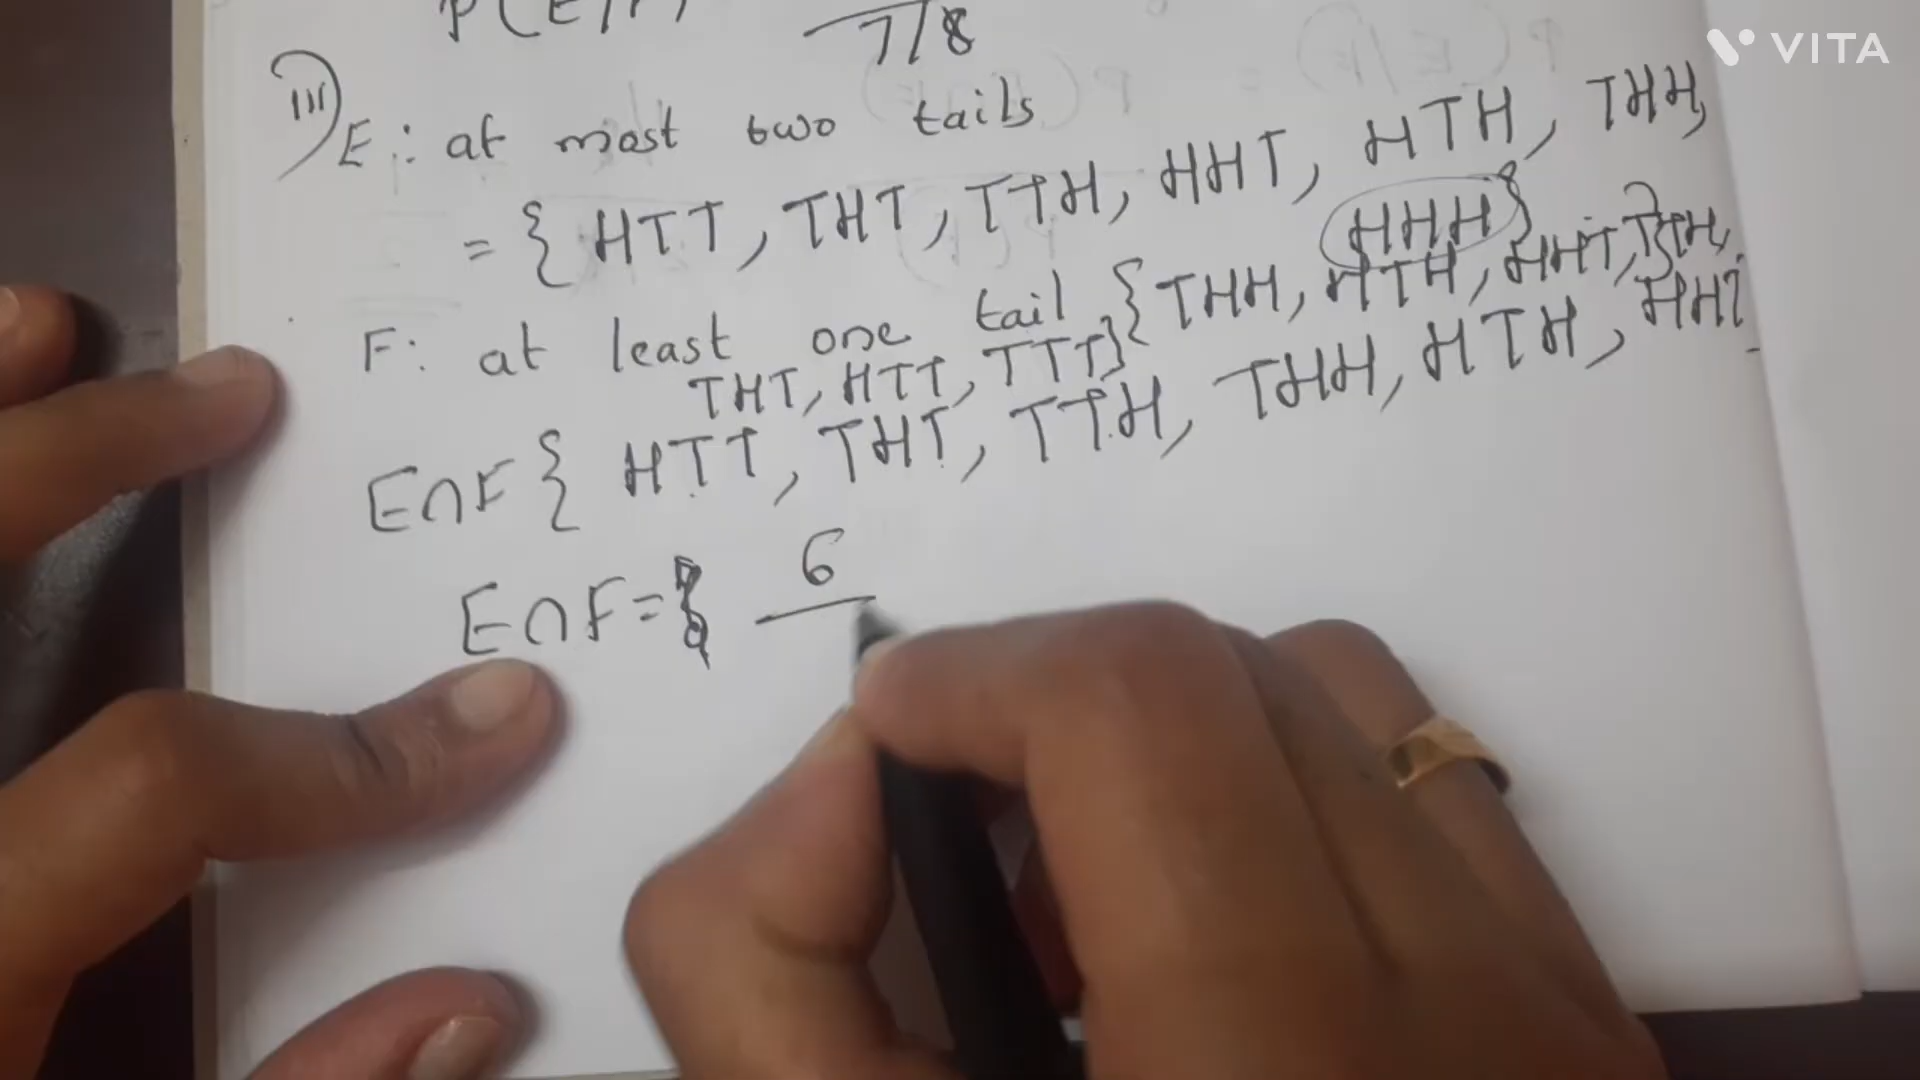 VITA
P(E/F)
7/8
iii) E: at most two tails
= { HTT, THT, TTH, HHT, HTH, THH,
HHH}
F: at least one tail {THH, HTH, HHT, TTH,
THT, HTT, TTT}
E∩F { HTT, THT, TTH, THH, HTH, HHT
E∩F = 6